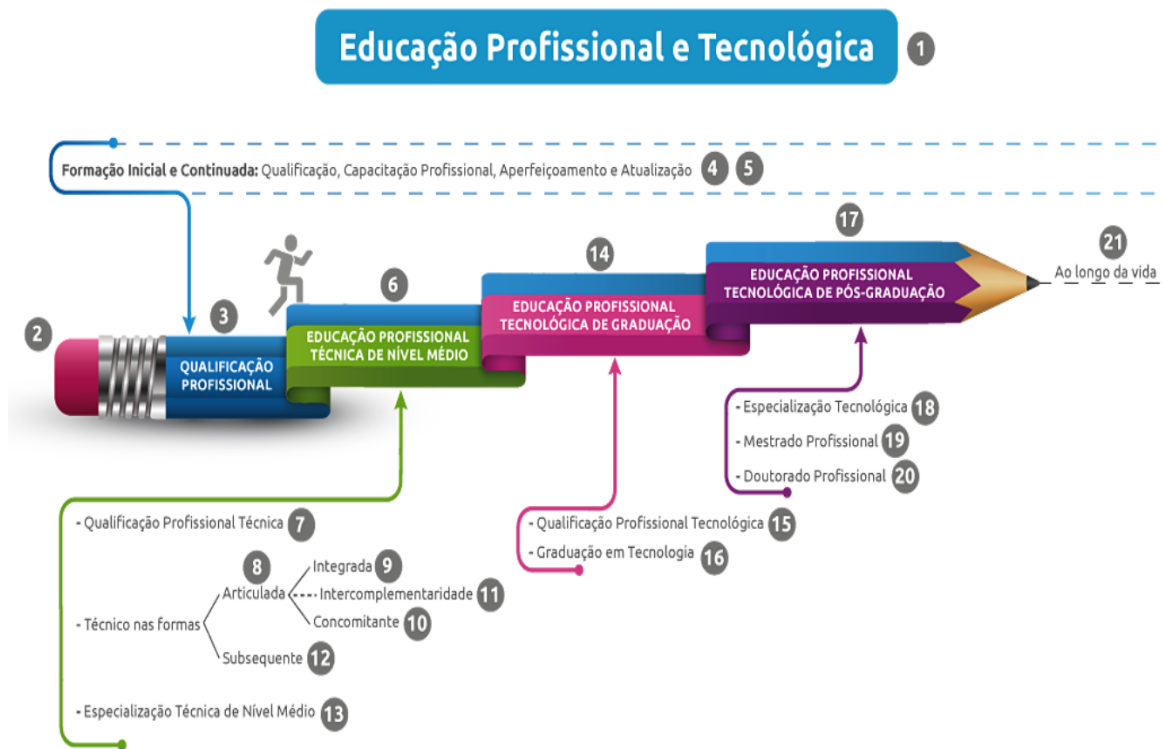 Educação Profissional e Tecnológica 1
Formação Inicial e Continuada: Qualificação, Capacitação Profissional, Aperfeiçoamento e Atualização 4 5
17
21
Ao longo da vida
14
6
3
2
EDUCAÇÃO PROFISSIONAL
TECNOLÓGICA DE PÓS-GRADUAÇÃO
EDUCAÇÃO PROFISSIONAL
TECNOLÓGICA DE GRADUAÇÃO
EDUCAÇÃO PROFISSIONAL
TÉCNICA DE NÍVEL MÉDIO
QUALIFICAÇÃO
PROFISSIONAL
- Especialização Tecnológica 18
- Mestrado Profissional 19
- Doutorado Profissional 20
- Qualificação Profissional Tecnológica 15
- Graduação em Tecnologia 16
- Qualificação Profissional Técnica 7
8
Articulada
Integrada 9
Intercomplementaridade 11
Concomitante 10
- Técnico nas formas
Subsequente 12
- Especialização Técnica de Nível Médio 13